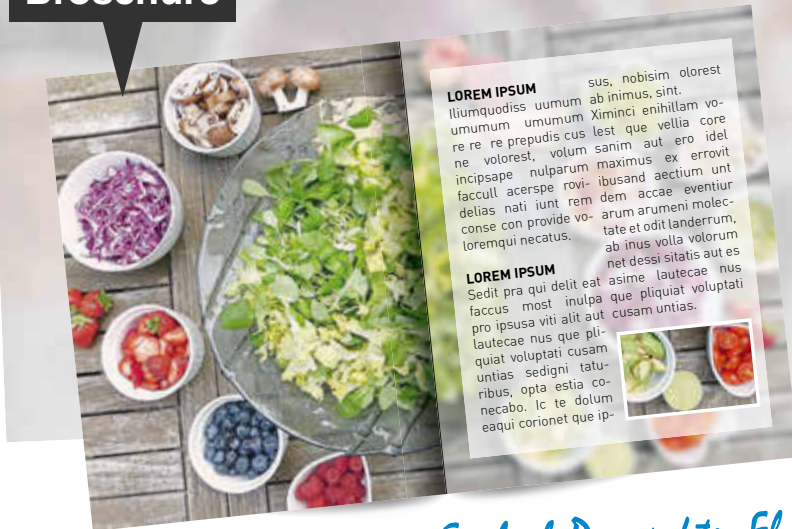 LOREM IPSUM
Iliumquodiss uumum
umumum umumum
re re re prepudis cus
ne volorest, volum
incipsape nulparum
faccull acerspe rovi-
delias nati iunt rem
conse con provide vo-
loremqui necatus.
LOREM IPSUM
Sedit pra qui delit eat
faccus most inulpa
pro ipsusa viti alit aut
lautecae nus que pli-
quiat voluptati cusam
untias sedigni tatu-
ribus, opta estia co-
necabo. Ic te dolum
eaqui corionet que ip-
sus, nobisim olorest
ab inimus, sint.
Ximinci enihillam vo-
lest que vellia core
sanim aut ero idel
maximus ex errovit
ibusand aectium unt
dem accae eventiur
arum arumeni molec-
tate et odit landerrum,
ab inus volla volorum
net dessi sitatis aut es
asime lautecae nus
que pliquiat voluptati
cusam untias.